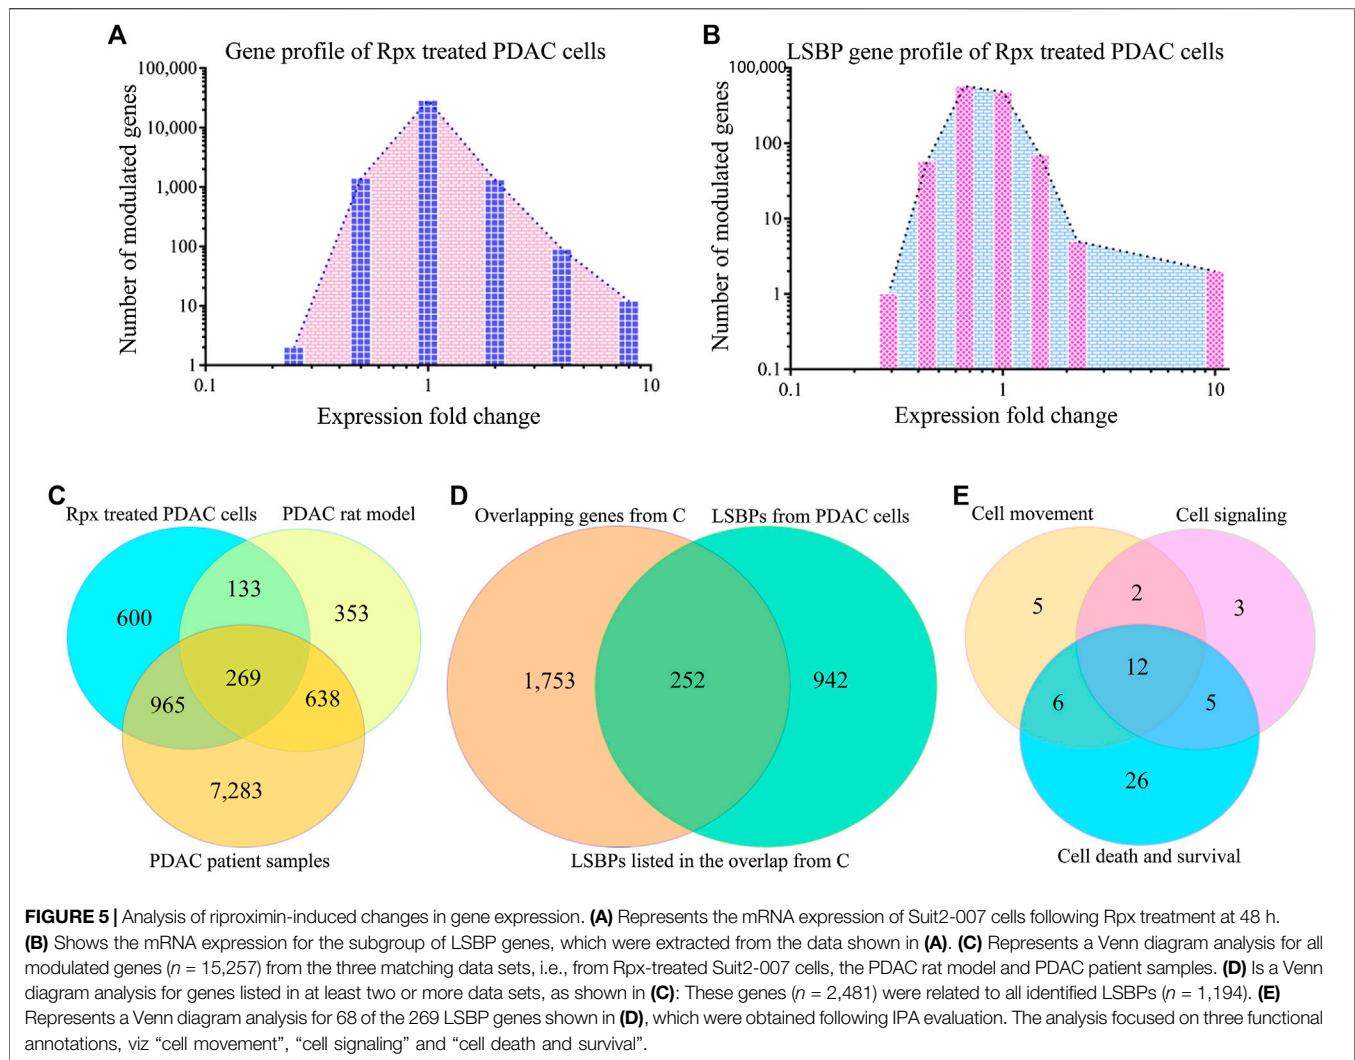 A
Gene profile of Rpx treated PDAC cells
100,000
10,000
1,000
100
10
1
0.1
1
10
Number of modulated genes
Expression fold change
B
LSBP gene profile of Rpx treated PDAC cells
100,000
100
10
1
0.1
0.1
1
10
Number of modulated genes
Expression fold change
C
Rpx treated PDAC cells
PDAC rat model
133
600
353
269
965
638
7,283
PDAC patient samples
D
Overlapping genes from C
LSBPs from PDAC cells
1,753
252
942
LSBPs listed in the overlap from C
E
Cell movement
Cell signaling
2
5
3
12
6
5
26
Cell death and survival
FIGURE 5 | Analysis of riproximin-induced changes in gene expression. (A) Represents the mRNA expression of Suit2-007 cells following Rpx treatment at 48 h.
(B) Shows the mRNA expression for the subgroup of LSBP genes, which were extracted from the data shown in (A). (C) Represents a Venn diagram analysis for all
modulated genes (n = 15,257) from the three matching data sets, i.e., from Rpx-treated Suit2-007 cells, the PDAC rat model and PDAC patient samples. (D) Is a Venn
diagram analysis for genes listed in at least two or more data sets, as shown in (C): These genes (n = 2,481) were related to all identified LSBPs (n = 1,194). (E)
Represents a Venn diagram analysis for 68 of the 269 LSBP genes shown in (D), which were obtained following IPA evaluation. The analysis focused on three functional
annotations, viz “cell movement”, “cell signaling” and “cell death and survival”.